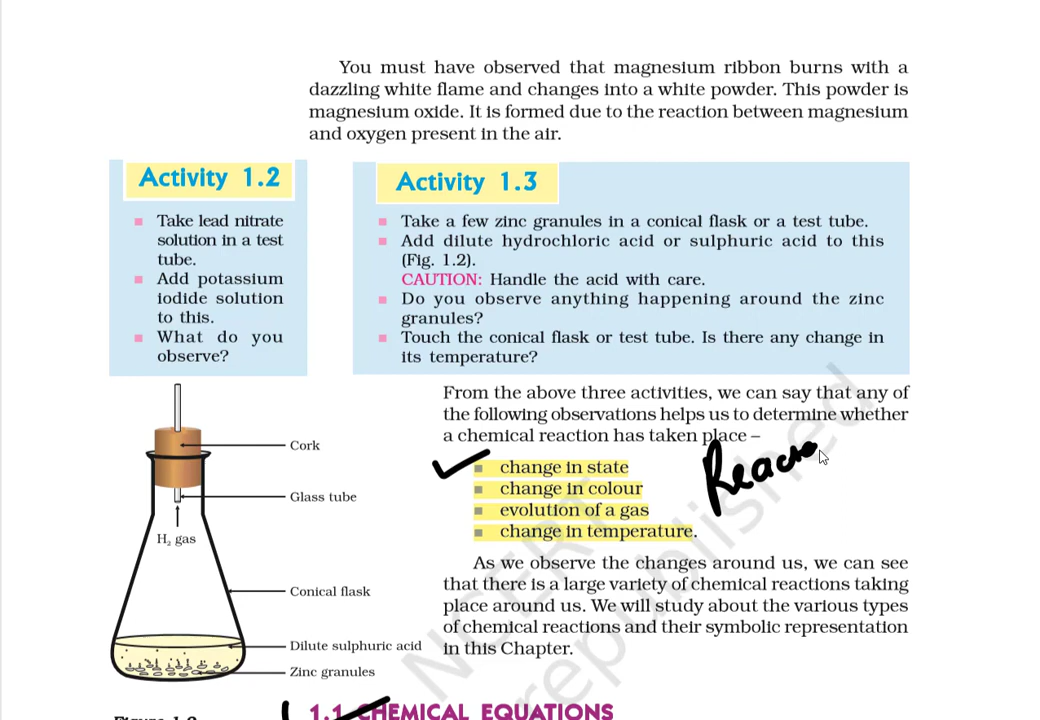 You must have observed that magnesium ribbon burns with a
dazzling white flame and changes into a white powder. This powder is
magnesium oxide. It is formed due to the reaction between magnesium
and oxygen present in the air.
Activity 1.2
Take lead nitrate
solution in a test
tube.
Add potassium
iodide solution
to this.
What do you
observe?
Activity 1.3
Take a few zinc granules in a conical flask or a test tube.
Add dilute hydrochloric acid or sulphuric acid to this
(Fig. 1.2).
CAUTION: Handle the acid with care.
Do you observe anything happening around the zinc
granules?
Touch the conical flask or test tube. Is there any change in
its temperature?
Cork
Glass tube
H₂ gas
Conical flask
Dilute sulphuric acid
Zinc granules
From the above three activities, we can say that any of
the following observations helps us to determine whether
a chemical reaction has taken place –
change in state
change in colour
evolution of a gas
change in temperature.
As we observe the changes around us, we can see
that there is a large variety of chemical reactions taking
place around us. We will study about the various types
of chemical reactions and their symbolic representation
in this Chapter.
1.1 CHEMICAL EQUATIONS
NCERT
republished